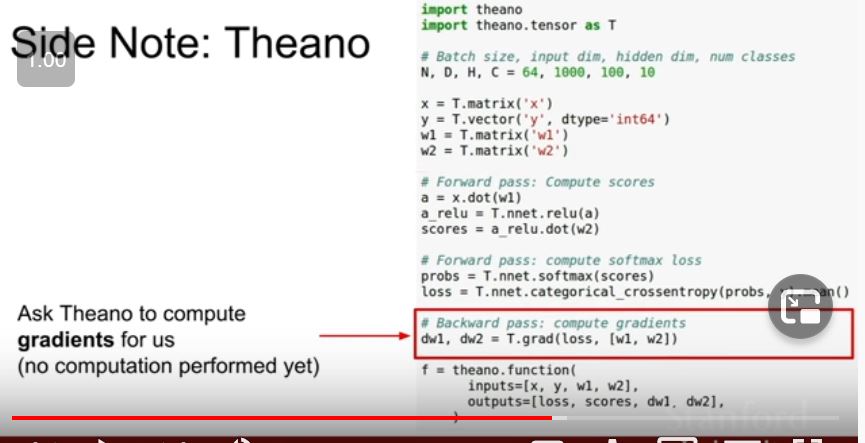 Side Note: Theano
1.00
import theano
import theano.tensor as T
# Batch size, input dim, hidden dim, num classes
N, D, H, C = 64, 1000, 100, 10
x = T.matrix('x')
y = T.vector('y', dtype='int64')
w1 = T.matrix('w1')
w2 = T.matrix('w2')
# Forward pass: Compute scores
a = x.dot(w1)
a_relu = T.nnet.relu(a)
scores = a_relu.dot(w2)
# Forward pass: compute softmax loss
probs = T.nnet.softmax(scores)
loss = T.nnet.categorical_crossentropy(probs,
# Backward pass: compute gradients
dw1, dw2 = T.grad(loss, [w1, w2])
f = theano.function(
inputs=[x, y, w1, w2],
outputs=[loss, scores, dw1, dw2],
)
Ask Theano to compute
gradients for us
(no computation performed yet)
Stanford